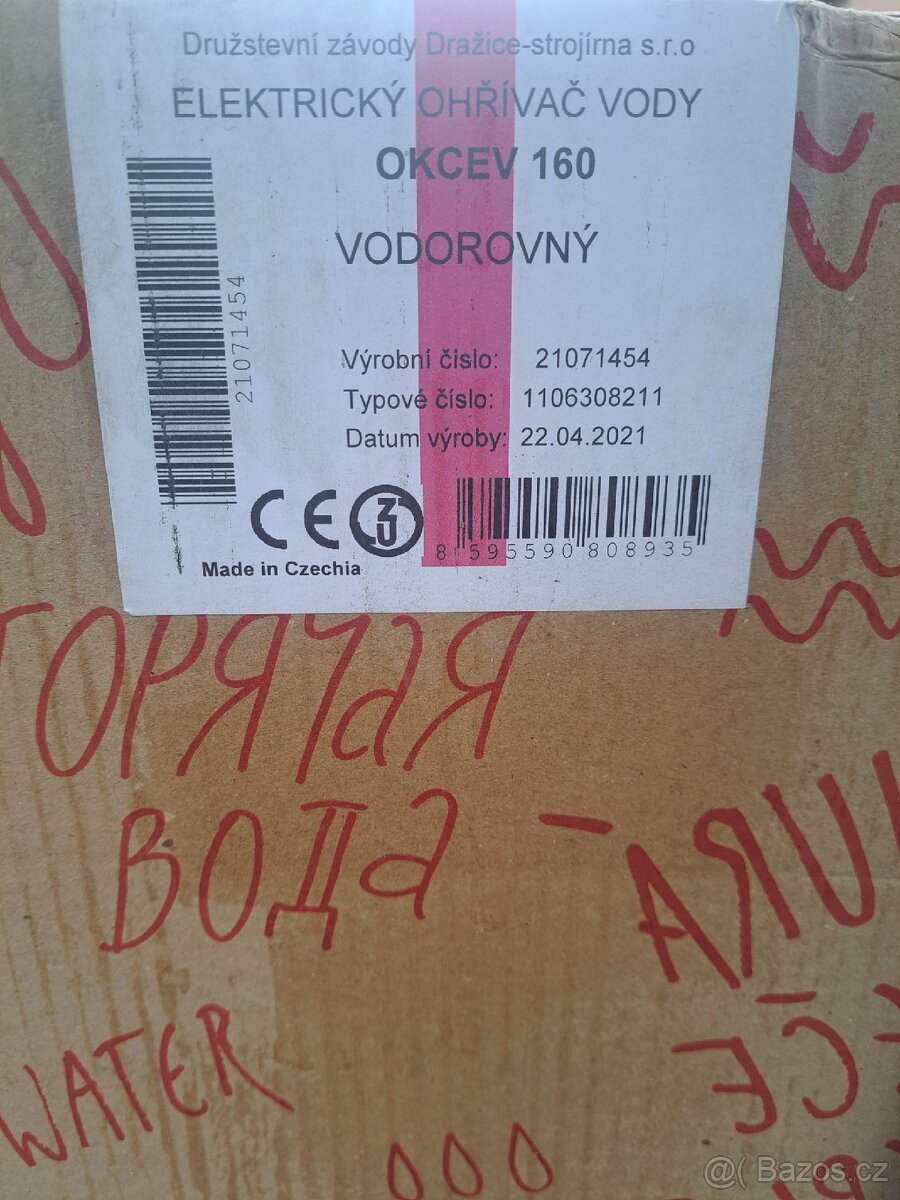 Družstevní závody Dražice-strojírna s.r.o
ELEKTRICKÝ OHŘÍVAČ VODY
OKCEV 160
VODOROVNÝ
21071454
Výrobní číslo: 21071454
Typové číslo: 1106308211
Datum výroby: 22.04.2021
CE
8 595590 808935
Made in Czechia
ГОРЯЧАЯ
ВОДА -
WATER
@( Bazos.cz